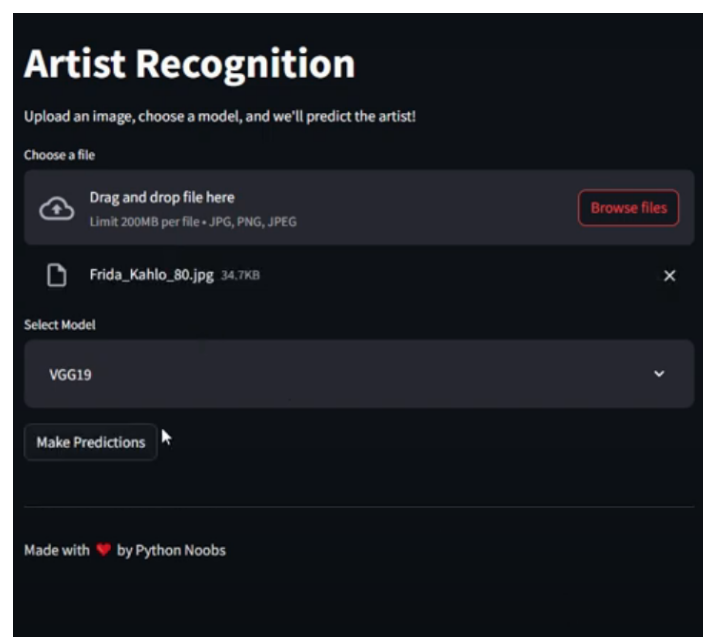 Artist Recognition
Upload an image, choose a model, and we'll predict the artist!
Choose a file
Drag and drop file here
Limit 200MB per file • JPG, PNG, JPEG
Browse files
Frida_Kahlo_80.jpg 34.7KB
Select Model
VGG19
Make Predictions
Made with ❤ by Python Noobs